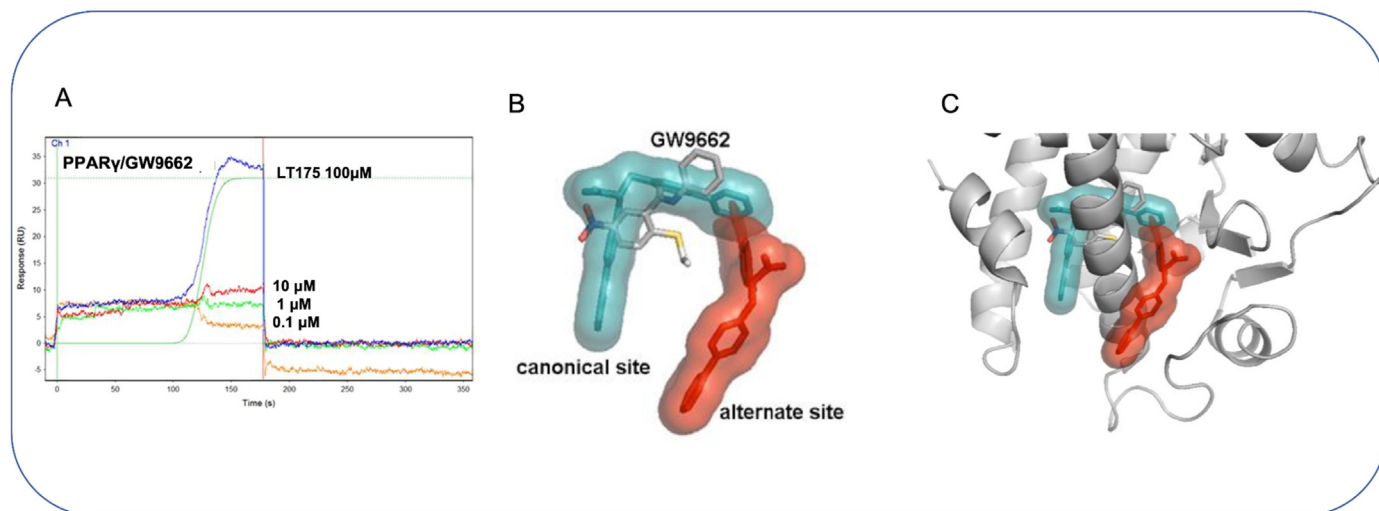 A
Ch 1
PPARγ/GW9662
LT175 100µM
10 µM
1 µM
0.1 µM
Response (RU)
35
30
25
20
15
10
5
0
-5
0
50
100
150
200
250
300
350
Time (s)
B
GW9662
canonical site
alternate site
C